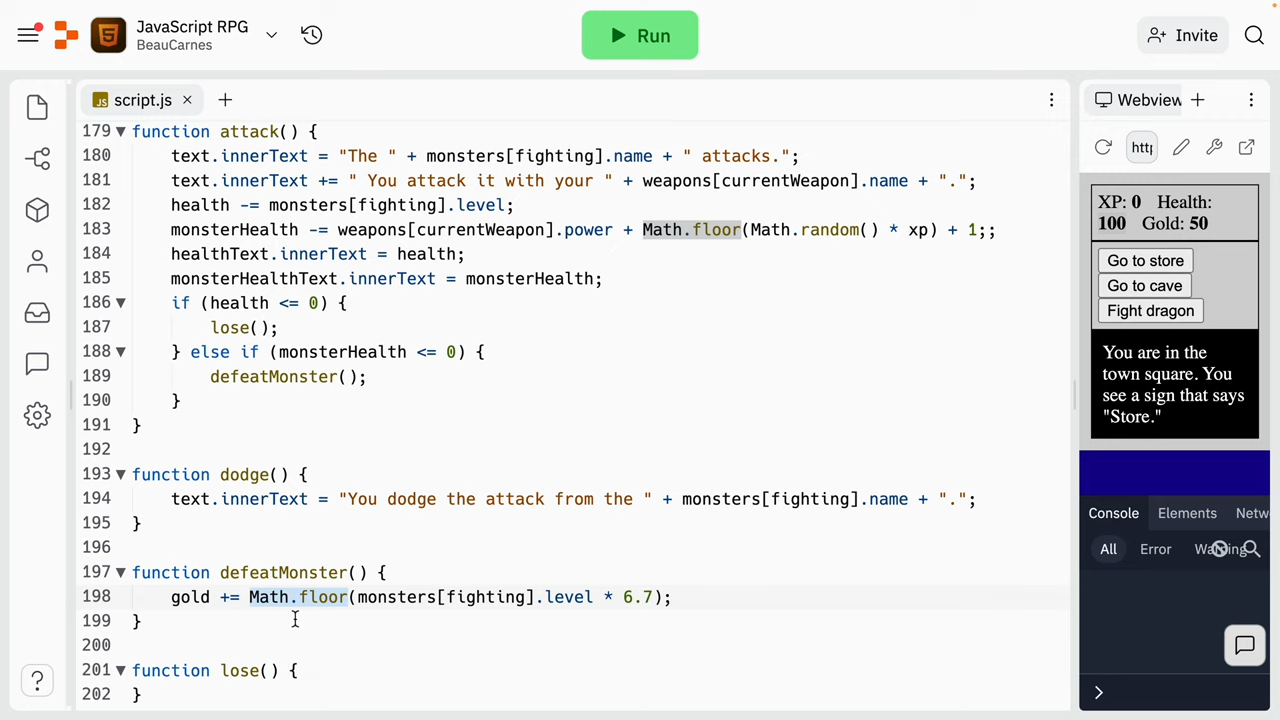 JavaScript RPG
BeauCarnes
Run
Invite
JS script.js
179 function attack() {
180 text.innerText = "The " + monsters[fighting].name + " attacks.";
181 text.innerText += " You attack it with your " + weapons[currentWeapon].name + ".";
182 health -= monsters[fighting].level;
183 monsterHealth -= weapons[currentWeapon].power + Math.floor(Math.random() * xp) + 1;;
184 healthText.innerText = health;
185 monsterHealthText.innerText = monsterHealth;
186 if (health <= 0) {
187 lose();
188 } else if (monsterHealth <= 0) {
189 defeatMonster();
190 }
191 }
192
193 function dodge() {
194 text.innerText = "You dodge the attack from the " + monsters[fighting].name + ".";
195 }
196
197 function defeatMonster() {
198 gold += Math.floor(monsters[fighting].level * 6.7);
199 }
200
201 function lose() {
202 }
Webview
http
XP: 0 Health:
100 Gold: 50
Go to store
Go to cave
Fight dragon
You are in the
town square. You
see a sign that says
"Store."
Console Elements Netw
All Error Warning
?